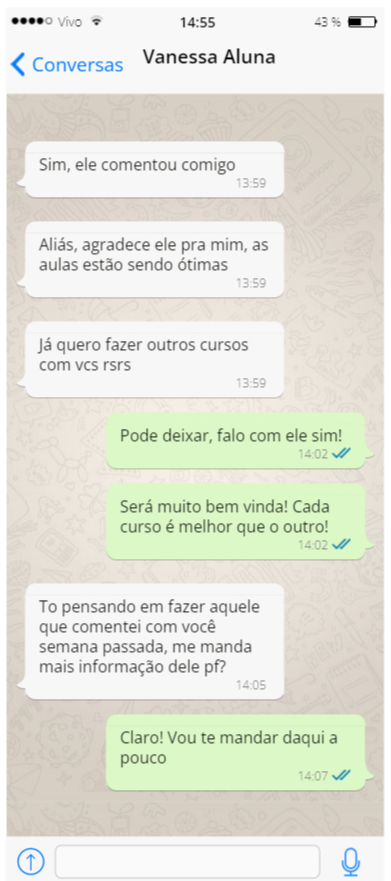 Vivo 14:55 43 %
Conversas Vanessa Aluna
Sim, ele comentou comigo
13:59
Aliás, agradece ele pra mim, as
aulas estão sendo ótimas
13:59
Já quero fazer outros cursos
com vcs rsrs
13:59
Pode deixar, falo com ele sim!
14:02
Será muito bem vinda! Cada
curso é melhor que o outro!
14:02
To pensando em fazer aquele
que comentei com você
semana passada, me manda
mais informação dele pf?
14:05
Claro! Vou te mandar daqui a
pouco
14:07